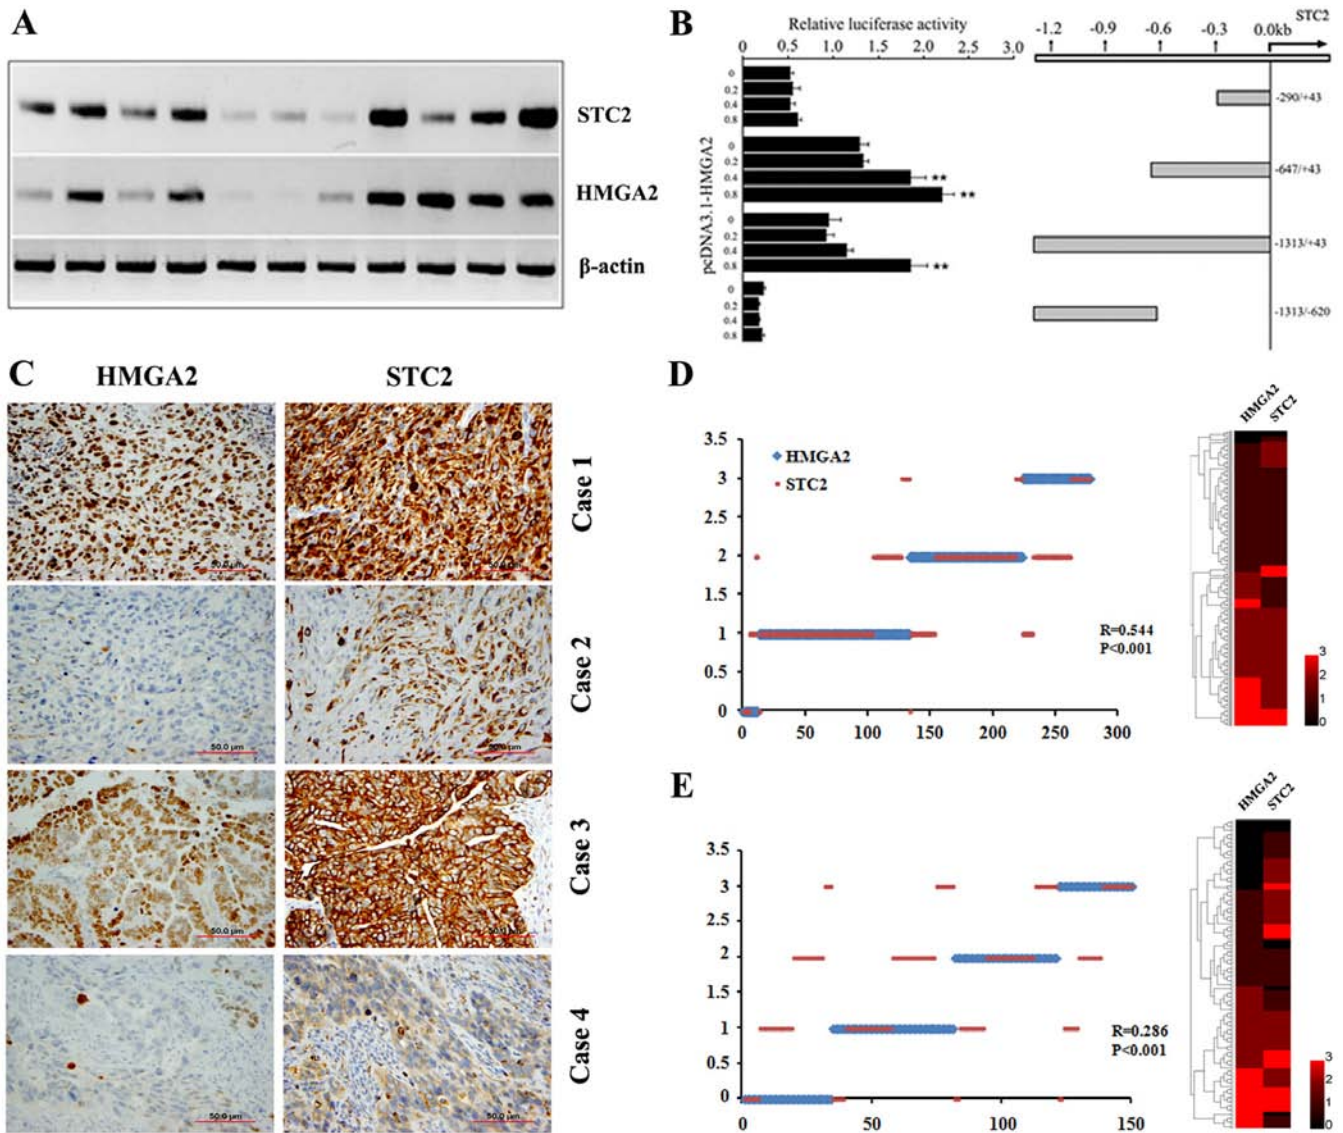 A
STC2
HMGA2
β-actin
B
Relative luciferase activity
0 0.5 1.0 1.5 2.0 2.5 3.0
pcDNA3.1-HMGA2
0
0.2
0.4
0.8
0
0.2
0.4 **
0.8 **
0
0.2
0.4
0.8 **
0
0.2
0.4
0.8
STC2
-1.2 -0.9 -0.6 -0.3 0.0kb
-290/+43
-647/+43
-1313/+43
-1313/-620
C
HMGA2 STC2
50.0 µm 50.0 µm
Case 1
50.0 µm 50.0 µm
Case 2
50.0 µm 50.0 µm
Case 3
50.0 µm 50.0 µm
Case 4
D
3.5
3
2.5
2
1.5
1
0.5
0
0 50 100 150 200 250 300
HMGA2
STC2
R=0.544
P<0.001
HMGA2 STC2
3
2
1
0
E
3.5
3
2.5
2
1.5
1
0.5
0
0 50 100 150
R=0.286
P<0.001
HMGA2 STC2
3
2
1
0